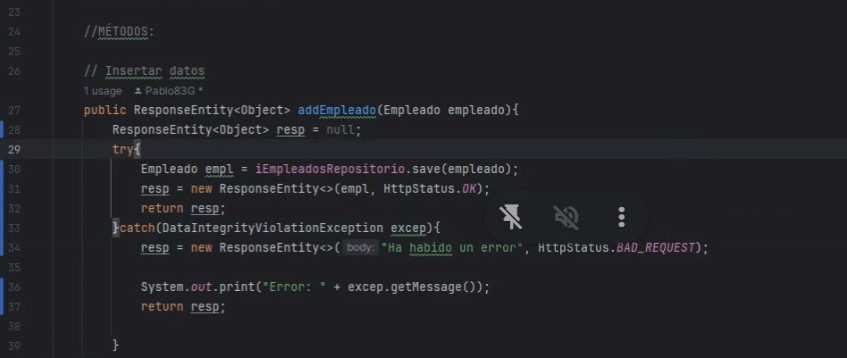 23
24 //MÉTODOS:
25
26 // Insertar datos
1 usage Pablo83G *
27 public ResponseEntity<Object> addEmpleado(Empleado empleado){
28 ResponseEntity<Object> resp = null;
29 try{
30 Empleado empl = iEmpleadosRepositorio.save(empleado);
31 resp = new ResponseEntity<>(empl, HttpStatus.OK);
32 return resp;
33 }catch(DataIntegrityViolationException excep){
34 resp = new ResponseEntity<>( body: "Ha habido un error", HttpStatus.BAD_REQUEST);
35
36 System.out.print("Error: " + excep.getMessage());
37 return resp;
38
39 }